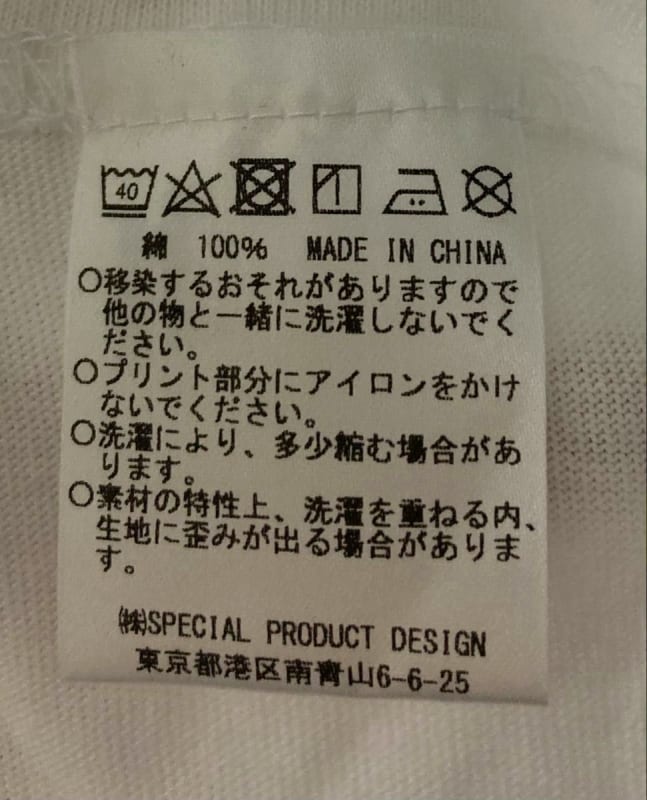 40
綿 100% MADE IN CHINA
○移染するおそれがありますので
他の物と一緒に洗濯しないでく
ださい。
○プリント部分にアイロンをかけ
ないでください。
○洗濯により、多少縮む場合があ
ります。
○素材の特性上、洗濯を重ねる内、
生地に歪みが出る場合がありま
す。
㈱SPECIAL PRODUCT DESIGN
東京都港区南青山6-6-25